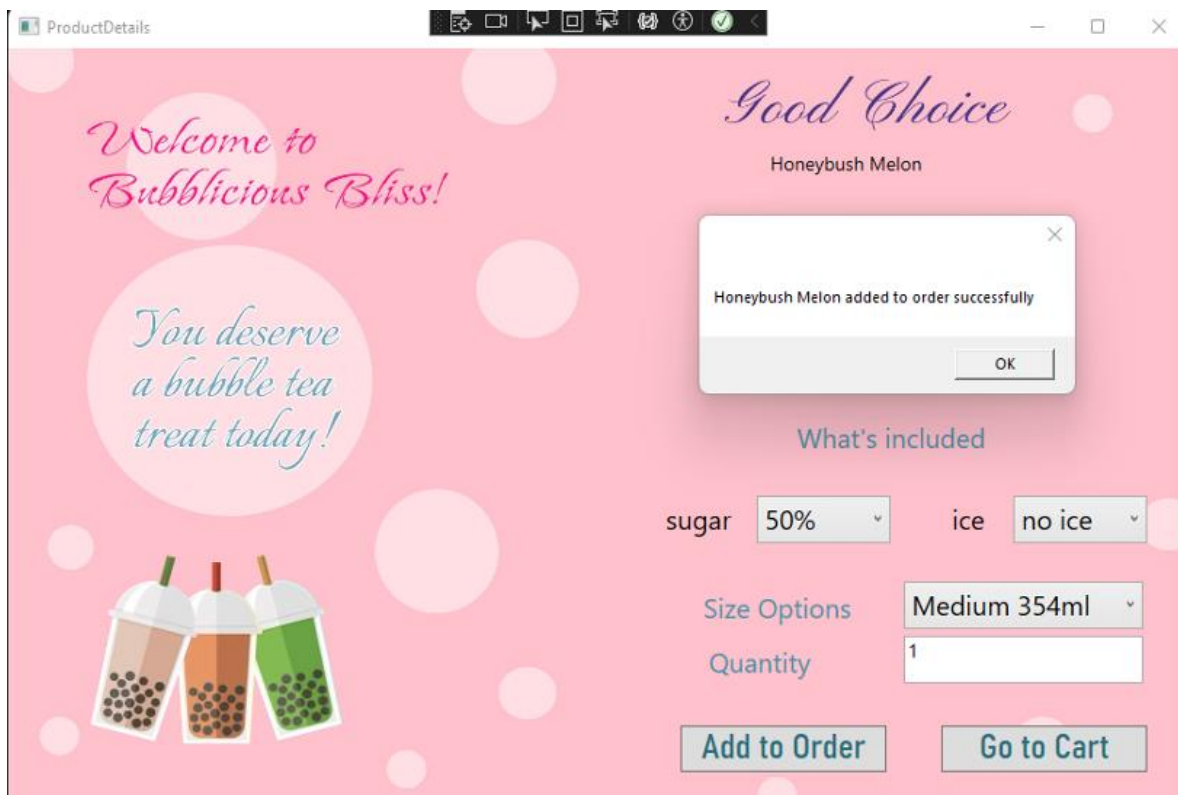 ProductDetails
Welcome to
Bubblicious Bliss!
You deserve
a bubble tea
treat today!
Good Choice
Honeybush Melon
Honeybush Melon added to order successfully
OK
What's included
sugar 50% ice no ice
Size Options Medium 354ml
Quantity 1
Add to Order Go to Cart